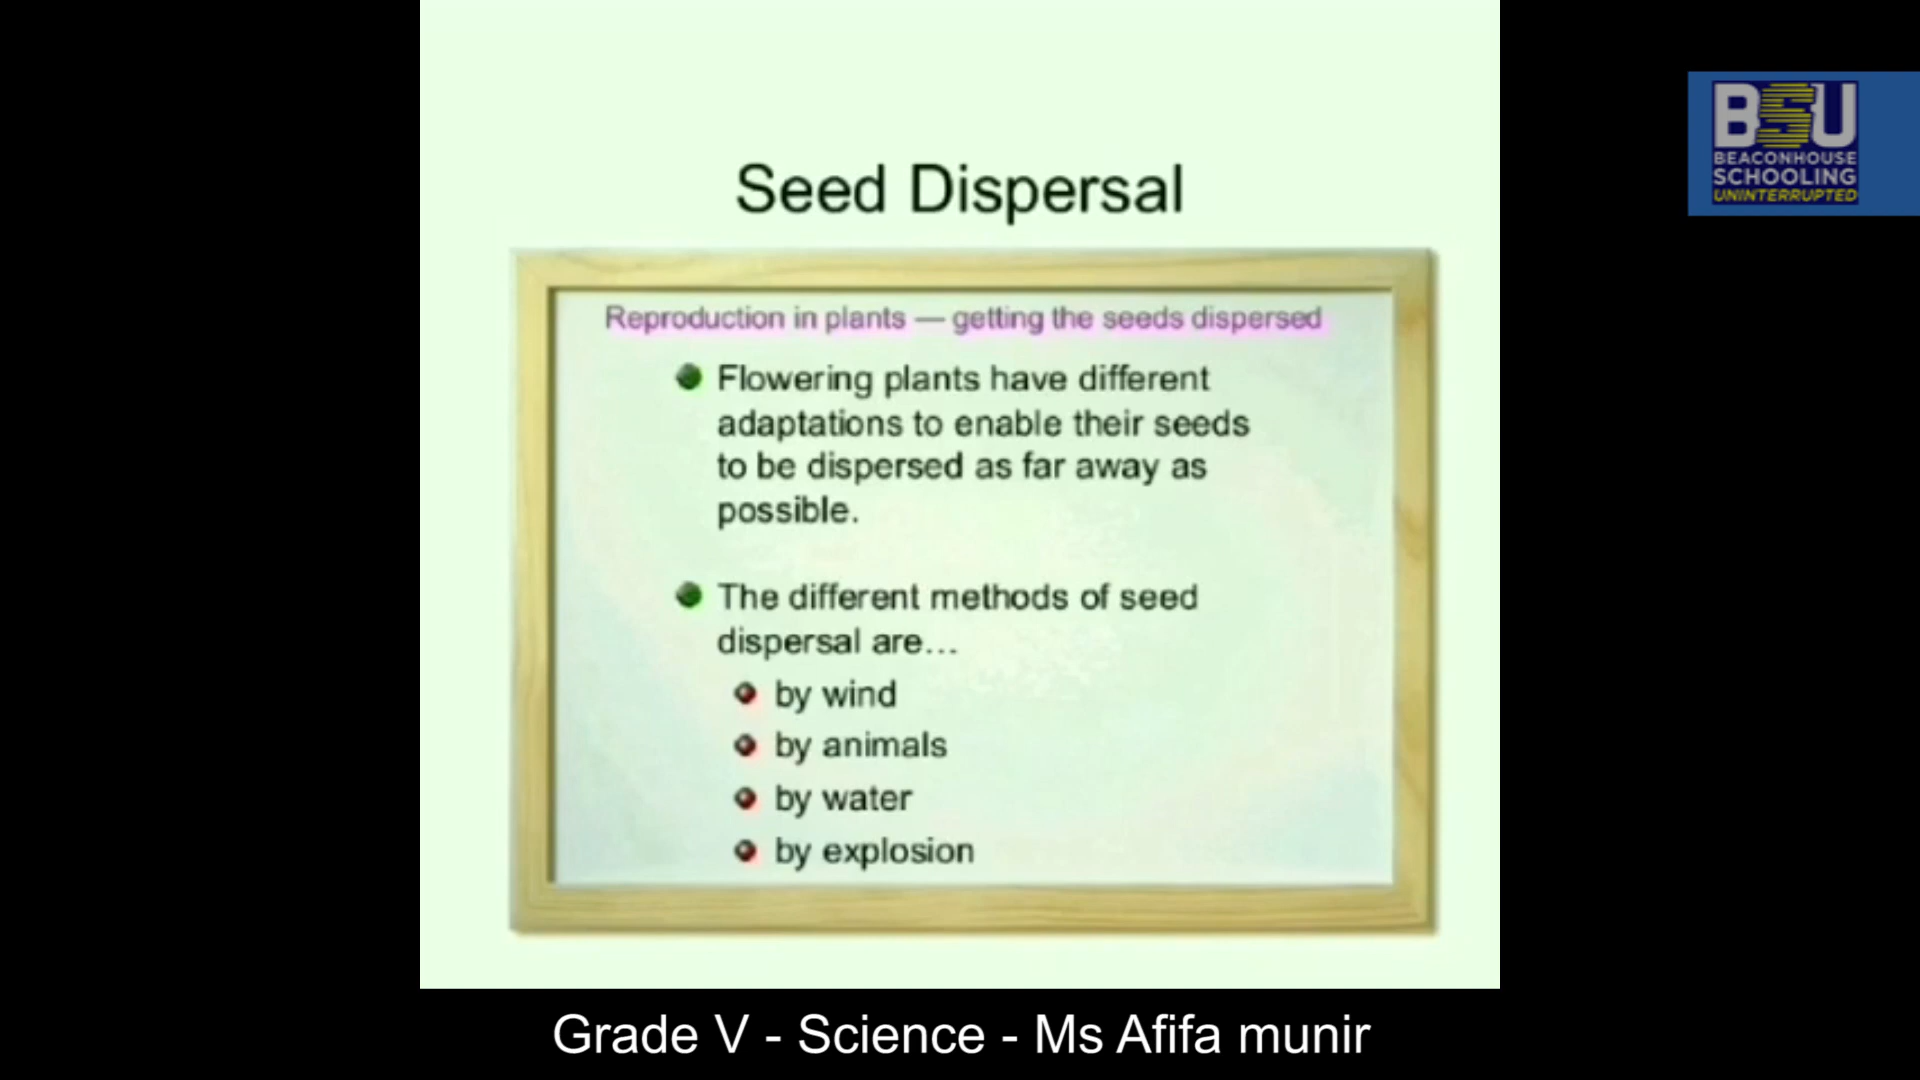 Seed Dispersal
Reproduction in plants — getting the seeds dispersed
Flowering plants have different
adaptations to enable their seeds
to be dispersed as far away as
possible.
The different methods of seed
dispersal are...
by wind
by animals
by water
by explosion
BSU
BEACONHOUSE
SCHOOLING
UNINTERRUPTED
Grade V - Science - Ms Afifa munir